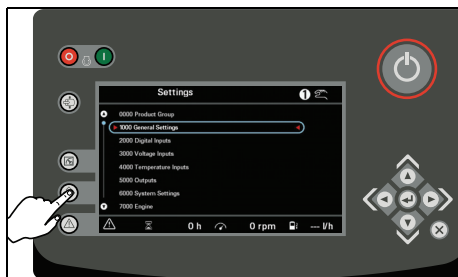 Settings
1
0000 Product Group
1000 General Settings
2000 Digital Inputs
3000 Voltage Inputs
4000 Temperature Inputs
5000 Outputs
6000 System Settings
7000 Engine
0 h 0 rpm --- l/h